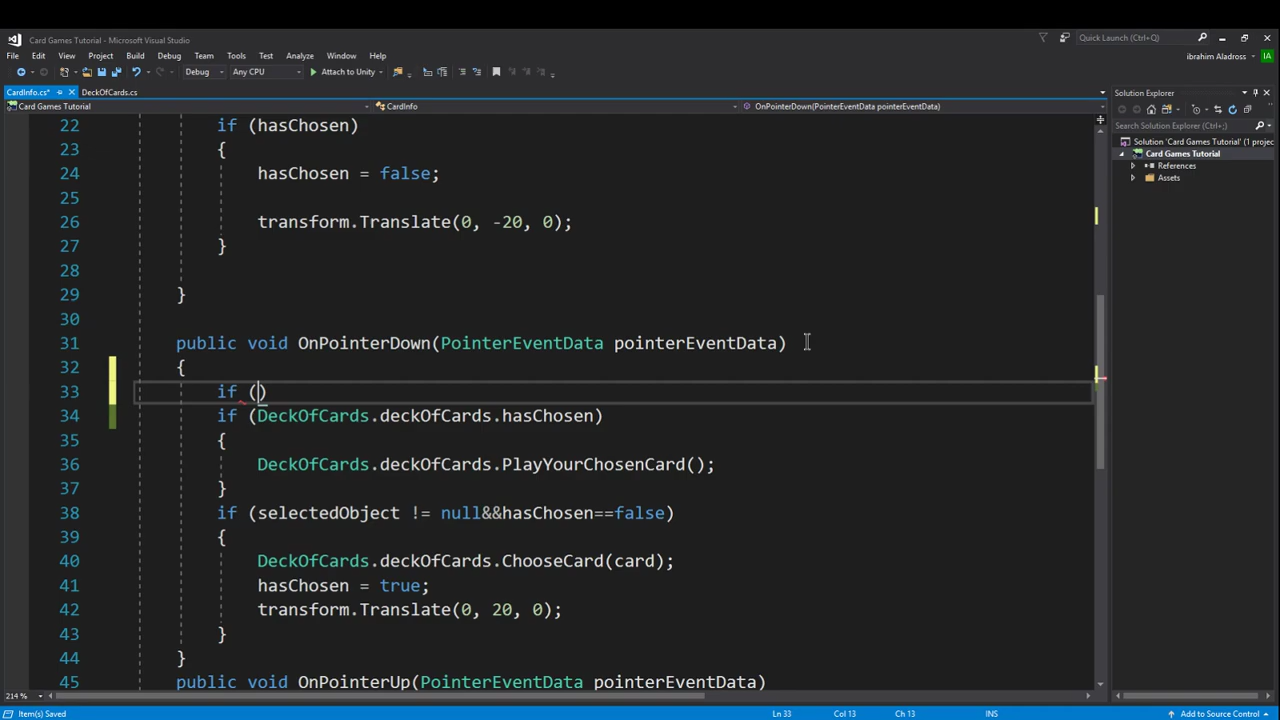 Card Games Tutorial - Microsoft Visual Studio
Quick Launch (Ctrl+Q)
File Edit View Project Build Debug Team Tools Test Analyze Window Help
ibrahim Aladross
IA
Debug Any CPU Attach to Unity
CardInfo.cs* DeckOfCards.cs
Solution Explorer
Card Games Tutorial CardInfo OnPointerDown(PointerEventData pointerEventData)
Search Solution Explorer (Ctrl+;)
Solution 'Card Games Tutorial' (1 projec
Card Games Tutorial
References
Assets
22 if (hasChosen)
23 {
24 hasChosen = false;
25
26 transform.Translate(0, -20, 0);
27 }
28
29 }
30
31 public void OnPointerDown(PointerEventData pointerEventData)
32 {
33 if ()
34 if (DeckOfCards.deckOfCards.hasChosen)
35 {
36 DeckOfCards.deckOfCards.PlayYourChosenCard();
37 }
38 if (selectedObject != null&&hasChosen==false)
39 {
40 DeckOfCards.deckOfCards.ChooseCard(card);
41 hasChosen = true;
42 transform.Translate(0, 20, 0);
43 }
44 }
45 public void OnPointerUp(PointerEventData pointerEventData)
214 %
Item(s) Saved Ln 33 Col 13 Ch 13 INS Add to Source Control